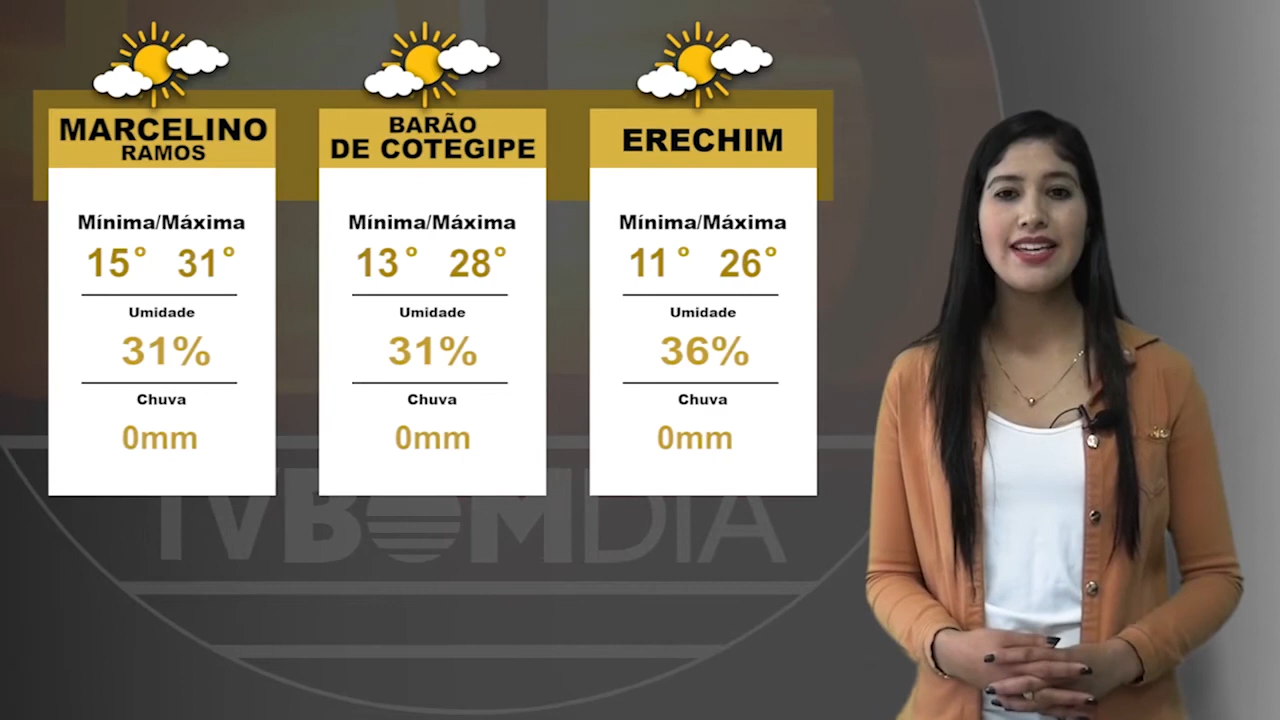 MARCELINO
RAMOS
Mínima/Máxima
15° 31°
Umidade
31%
Chuva
0mm
BARÃO
DE COTEGIPE
Mínima/Máxima
13° 28°
Umidade
31%
Chuva
0mm
ERECHIM
Mínima/Máxima
11° 26°
Umidade
36%
Chuva
0mm
TVBOMDIA